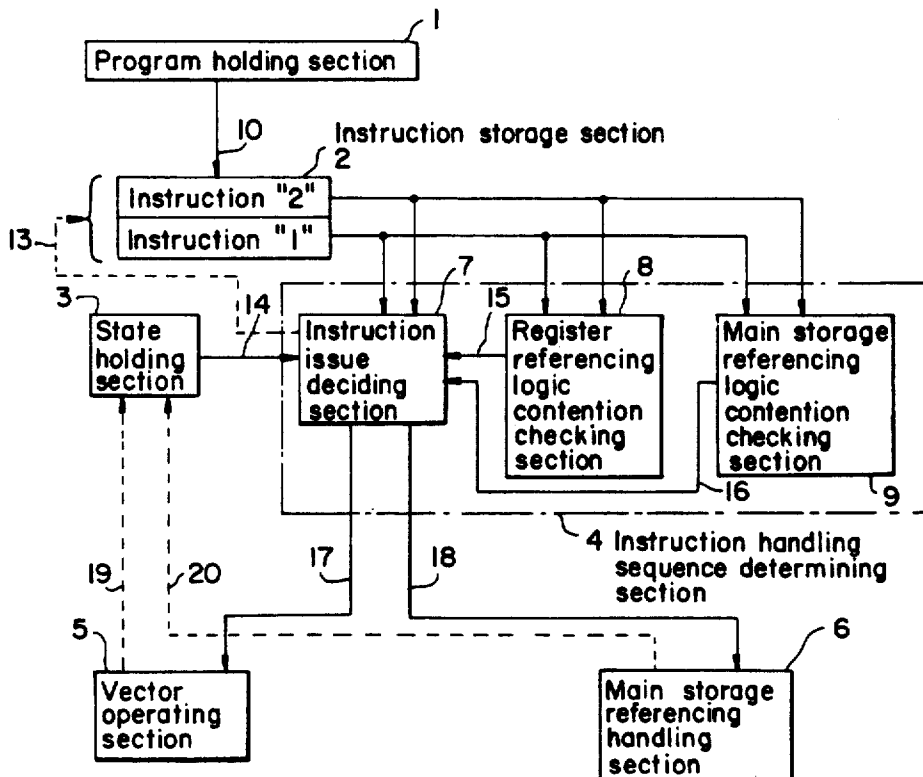 1
Program holding section
10
Instruction storage section
2
Instruction "2"
Instruction "1"
13
3
14
7
15
8
State
holding
section
Instruction
issue
deciding
section
Register
referencing
logic
contention
checking
section
Main storage
referencing
logic
contention
checking
section
16
9
4 Instruction handling
sequence determining
section
17
18
19
20
5
6
Vector
operating
section
Main storage
referencing
handling
section